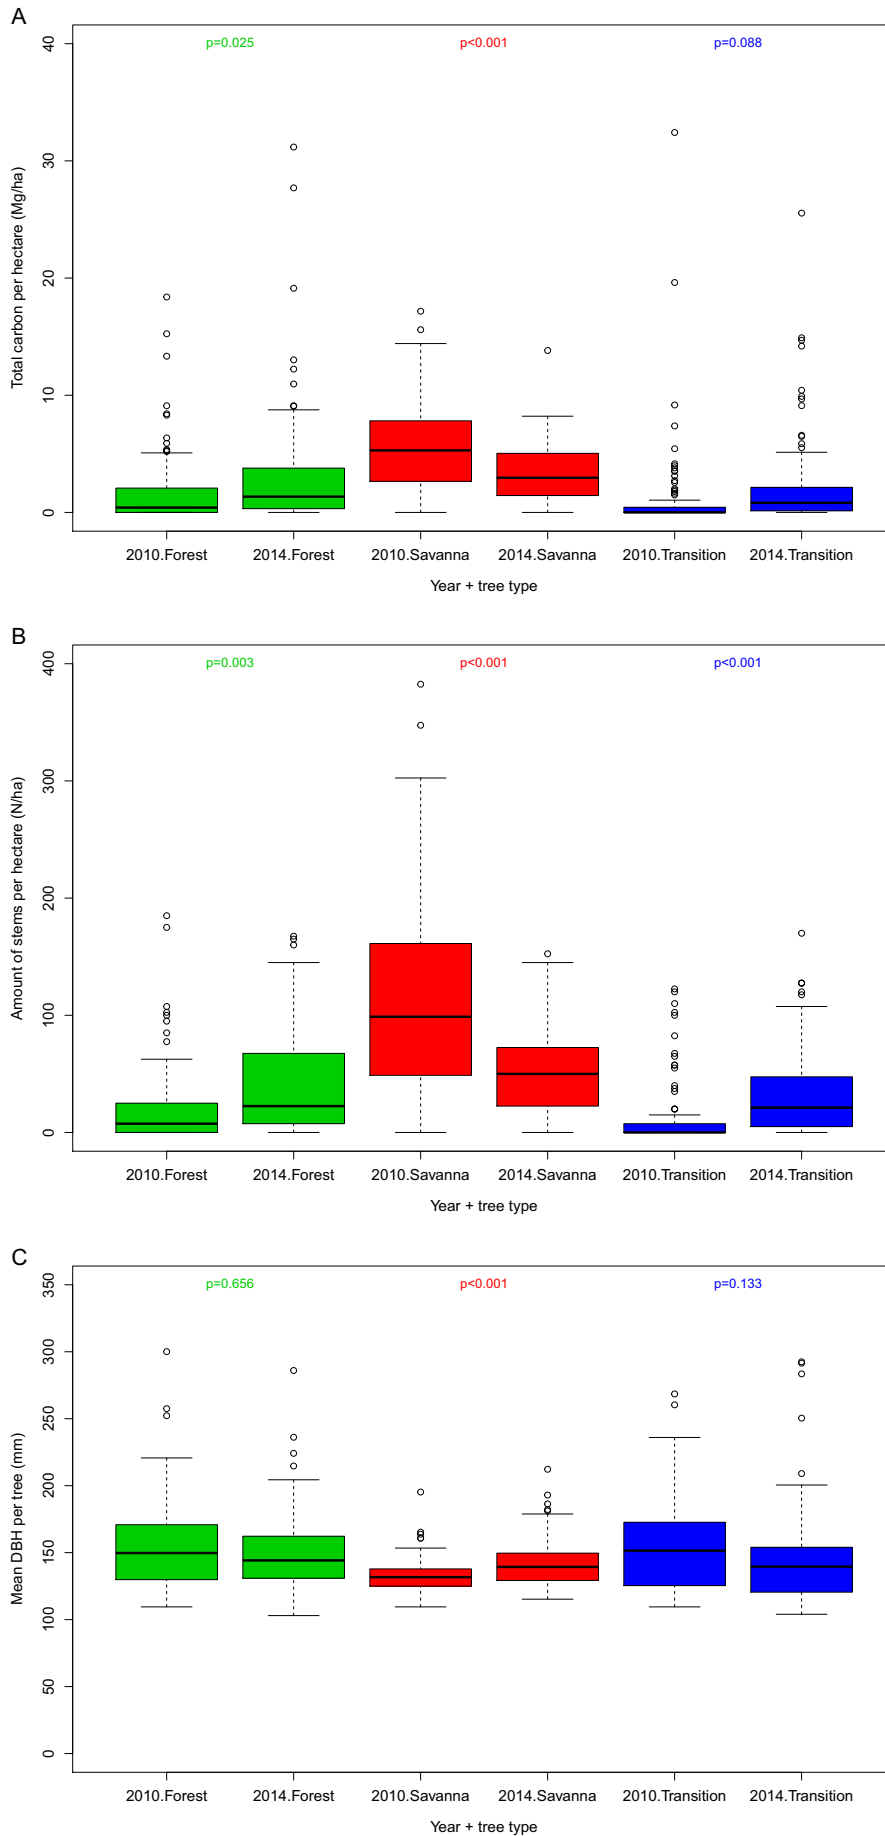 A
p=0.025 p<0.001 p=0.088
Total carbon per hectare (Mg/ha)
40
30
20
10
0
2010.Forest 2014.Forest 2010.Savanna 2014.Savanna 2010.Transition 2014.Transition
Year + tree type
B
p=0.003 p<0.001 p<0.001
Amount of stems per hectare (N/ha)
400
300
200
100
0
2010.Forest 2014.Forest 2010.Savanna 2014.Savanna 2010.Transition 2014.Transition
Year + tree type
C
p=0.656 p<0.001 p=0.133
Mean DBH per tree (mm)
350
300
250
200
150
100
50
0
2010.Forest 2014.Forest 2010.Savanna 2014.Savanna 2010.Transition 2014.Transition
Year + tree type